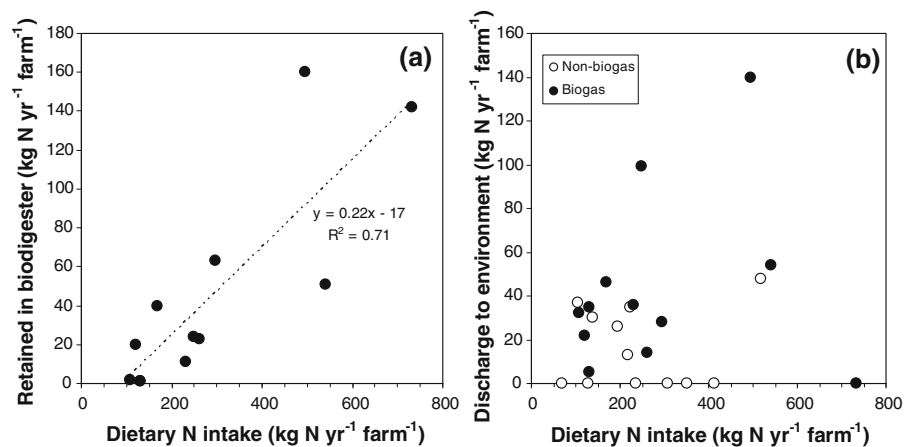 (a)
Retained in biodigester (kg N yr⁻¹ farm⁻¹)
180
160
140
120
100
80
60
40
20
0
y = 0.22x - 17
R² = 0.71
0 200 400 600 800
Dietary N intake (kg N yr⁻¹ farm⁻¹)
(b)
Discharge to environment (kg N yr⁻¹ farm⁻¹)
160
140
120
100
80
60
40
20
0
Non-biogas
Biogas
0 200 400 600 800
Dietary N intake (kg N yr⁻¹ farm⁻¹)